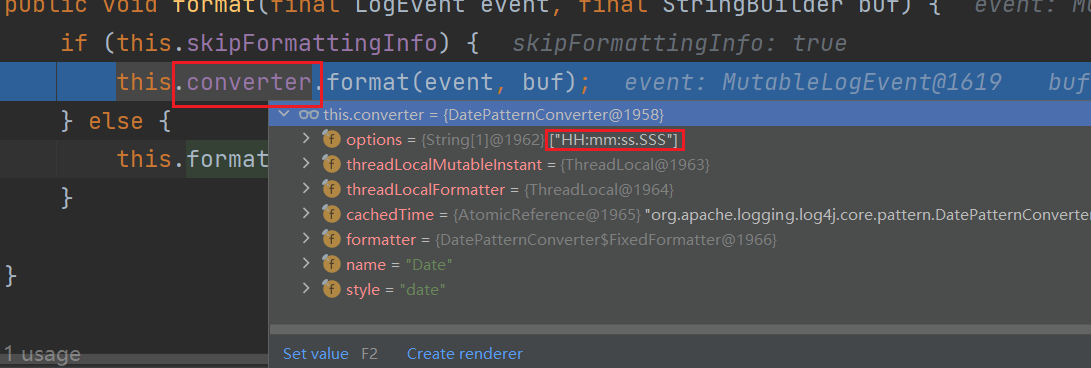 public void format(final LogEvent event, final StringBuilder buf) {   event: Mu
if (this.skipFormattingInfo) {   skipFormattingInfo: true
this.converter.format(event, buf);   event: MutableLogEvent@1619   buf
this.converter = {DatePatternConverter@1958}
} else {
options = {String[1]@1962} ["HH:mm:ss.SSS"]
this.format
threadLocalMutableInstant = {ThreadLocal@1963}
threadLocalFormatter = {ThreadLocal@1964}
}
cachedTime = {AtomicReference@1965} "org.apache.logging.log4j.core.pattern.DatePatternConverte
formatter = {DatePatternConverter$FixedFormatter@1966}
name = "Date"
}
style = "date"
1 usage
Set value F2 Create renderer